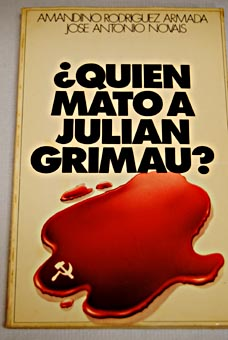 AMANDINO RODRIGUEZ ARMADA
JOSE ANTONIO NOVAIS
¿QUIEN
MATO A
JULIAN
GRIMAU?